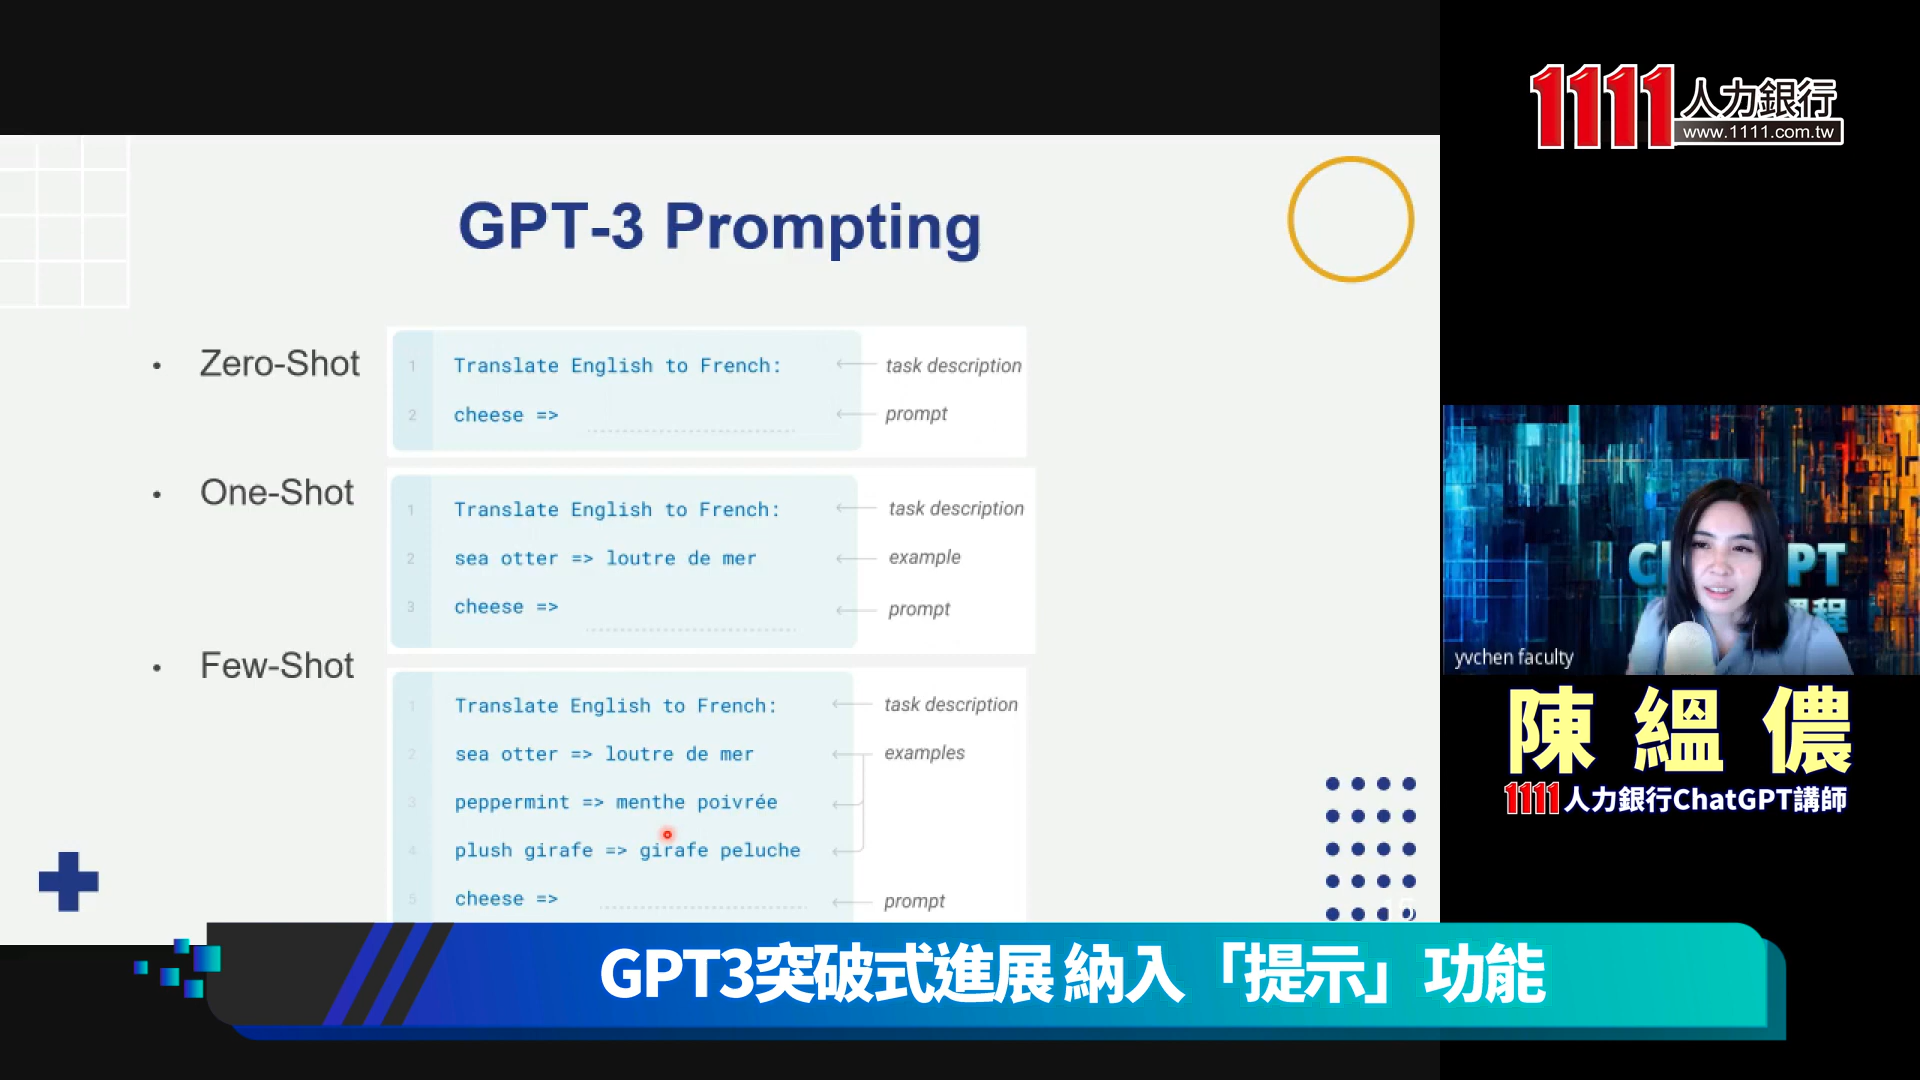 GPT-3 Prompting
• Zero-Shot
1 Translate English to French: ← task description
2 cheese => ← prompt
• One-Shot
1 Translate English to French: ← task description
2 sea otter => loutre de mer ← example
3 cheese => ← prompt
• Few-Shot
1 Translate English to French: ← task description
2 sea otter => loutre de mer ← examples
3 peppermint => menthe poivrée
4 plush girafe => girafe peluche
5 cheese => ← prompt
1111人力銀行
www.1111.com.tw
yvchen faculty
陳縕儂
1111人力銀行ChatGPT講師
GPT3突破式進展 納入「提示」功能